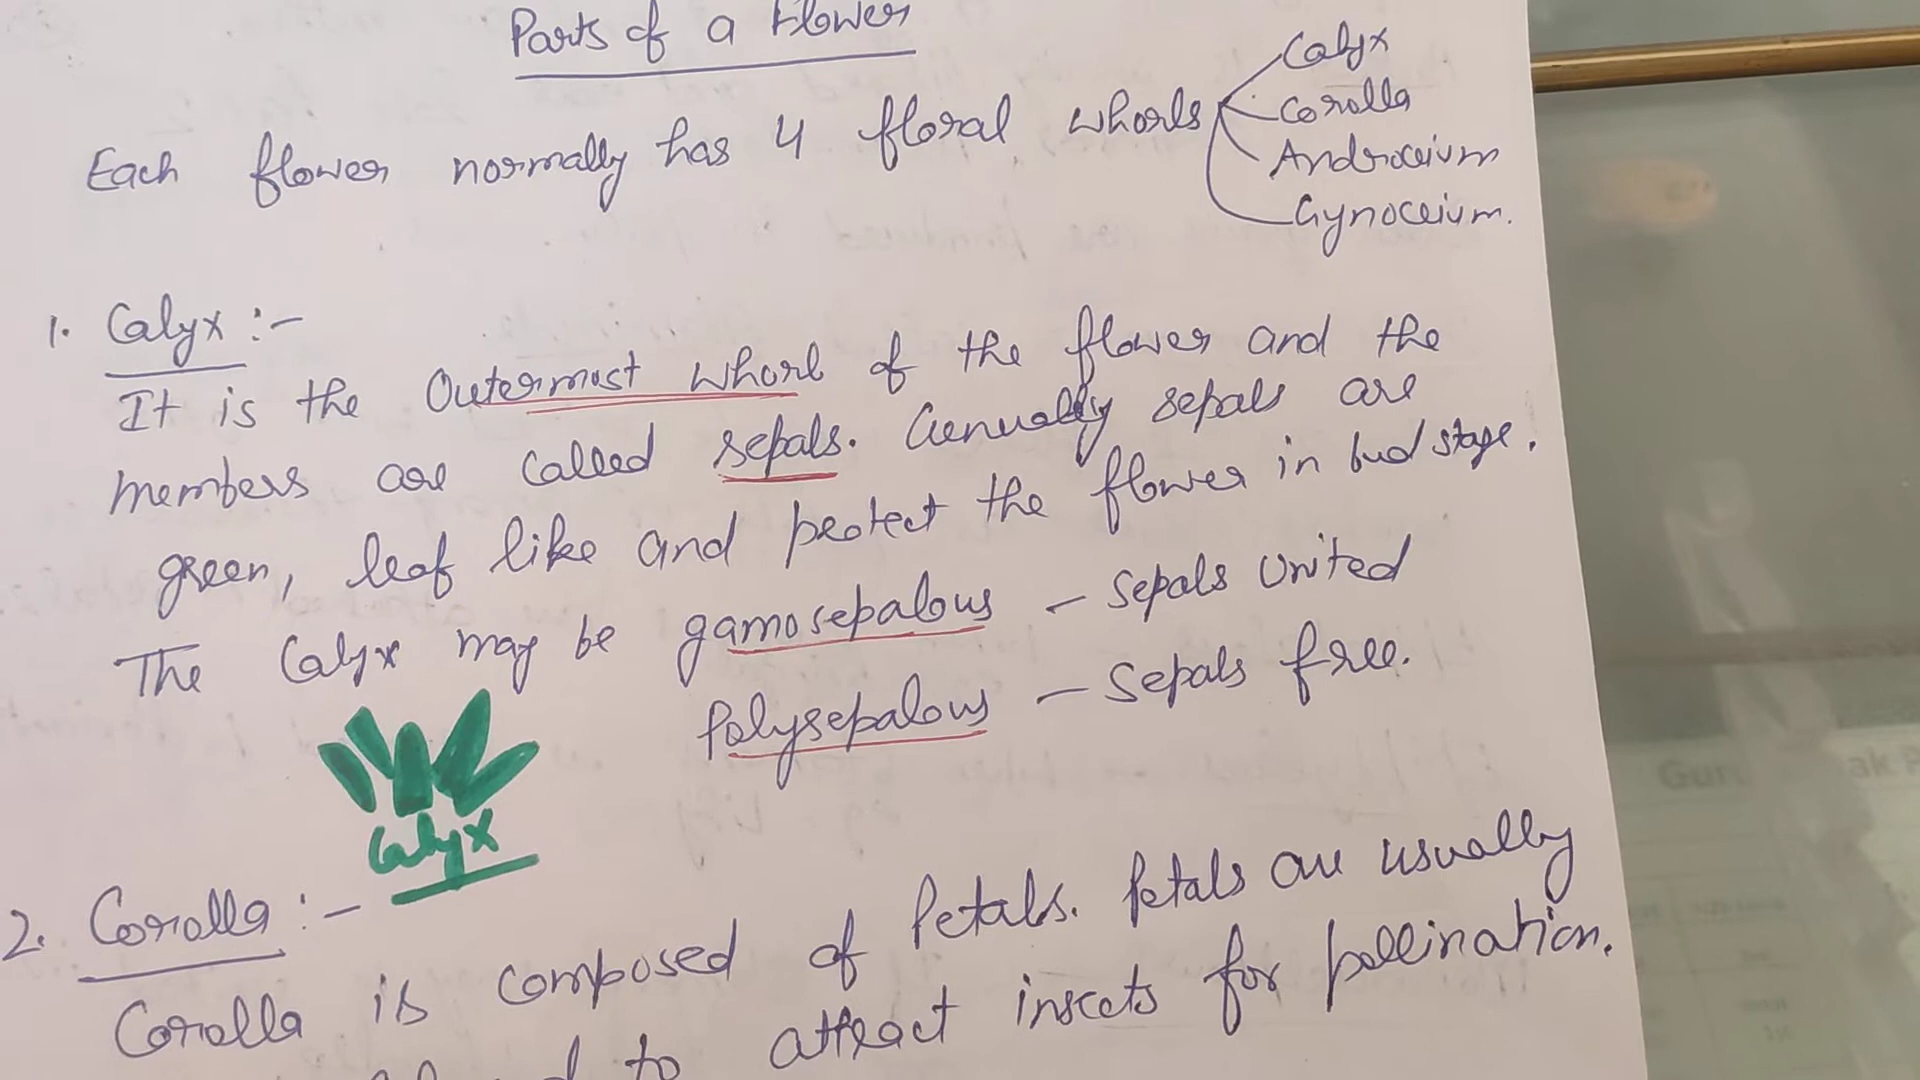 Parts of a Flower
Each flower normally has 4 floral whorls
Calyx
Corolla
Androceium
Gynoceium.
1. Calyx :-
It is the Outermost whorl of the flower and the
members are called sepals. Genually sepals are
green, leaf like and protect the flower in bud stage.
The Calyx may be gamosepalous - Sepals United
Polysepalous - Sepals free.
Calyx
2. Corolla :-
Corolla is composed of Petals. Petals are usually
to attract insects for pollination.